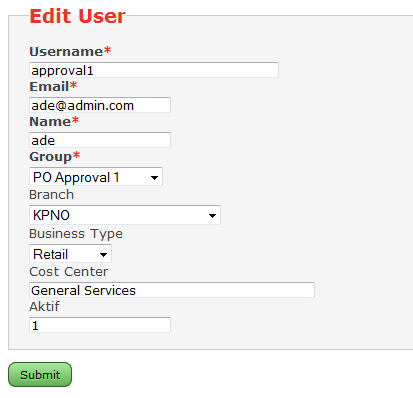 Edit User
Username*
approval1
Email*
ade@admin.com
Name*
ade
Group*
PO Approval 1
Branch
KPNO
Business Type
Retail
Cost Center
General Services
Aktif
1
Submit